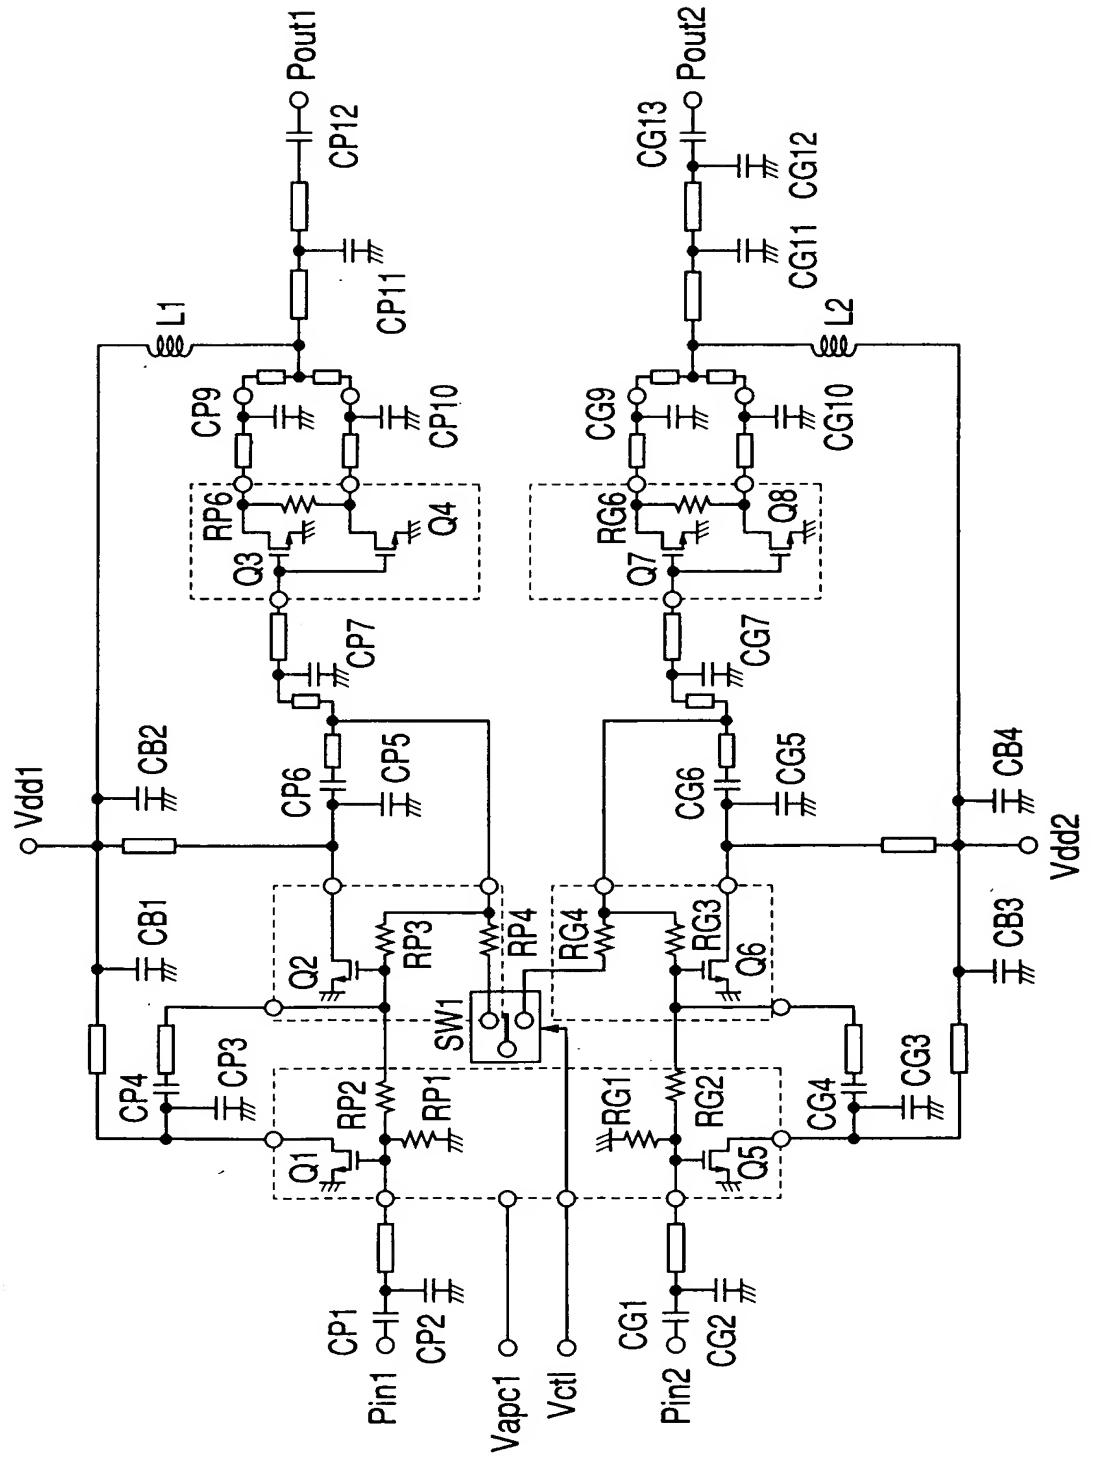 Vdd1
CB1
CB2
L1
CP4
CP3
CP6
CP5
CP7
CP9
CP10
CP11
CP12
Pout1
Q1
RP2
RP1
Q2
RP3
RP4
SW1
Q3
RP6
Q4
Pin1
CP1
CP2
Vapc1
Vctl
Pin2
CG1
CG2
RG1
RG2
Q5
RG4
RG3
Q6
CG4
CG3
CG6
CG5
CG7
Q7
RG6
Q8
CG9
CG10
L2
CG11
CG12
CG13
Pout2
CB3
CB4
Vdd2